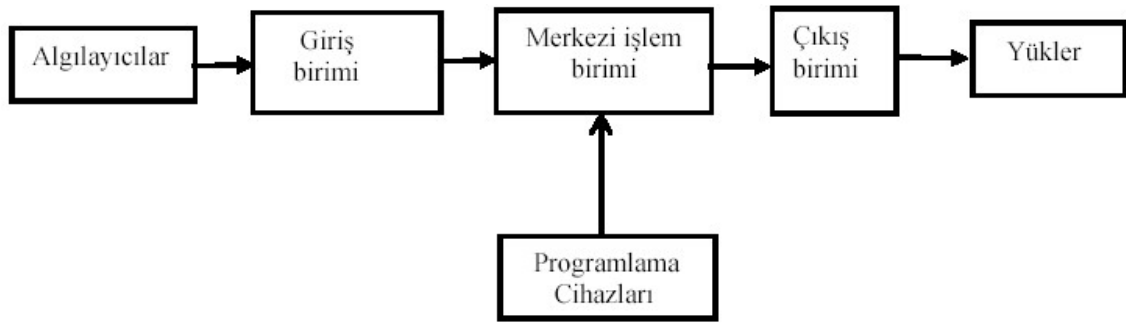 Algılayıcılar
Giriş
birimi
Merkezi işlem
birimi
Çıkış
birimi
Yükler
Programlama
Cihazları